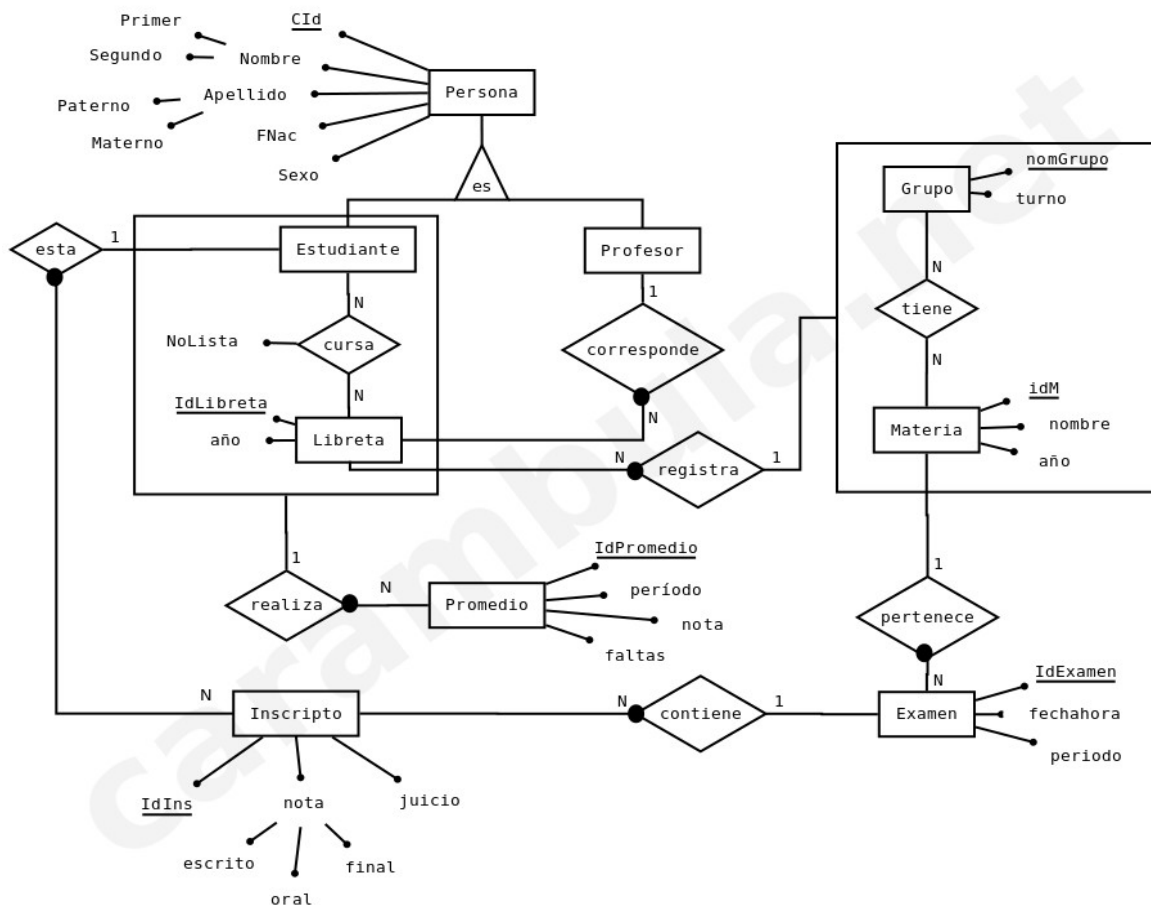 Primer
CId
Segundo
Nombre
Persona
Paterno
Apellido
Materno
FNac
Sexo
es
nomGrupo
Grupo
turno
esta
1
Estudiante
Profesor
N
1
N
tiene
NoLista
cursa
corresponde
N
N
IdLibreta
N
idM
año
Libreta
Materia
nombre
N
registra
1
año
1
IdPromedio
1
N
realiza
Promedio
período
pertenece
nota
faltas
N
IdExamen
N
Inscripto
N
contiene
1
Examen
fechahora
periodo
IdIns
nota
juicio
escrito
final
oral
carambula.net